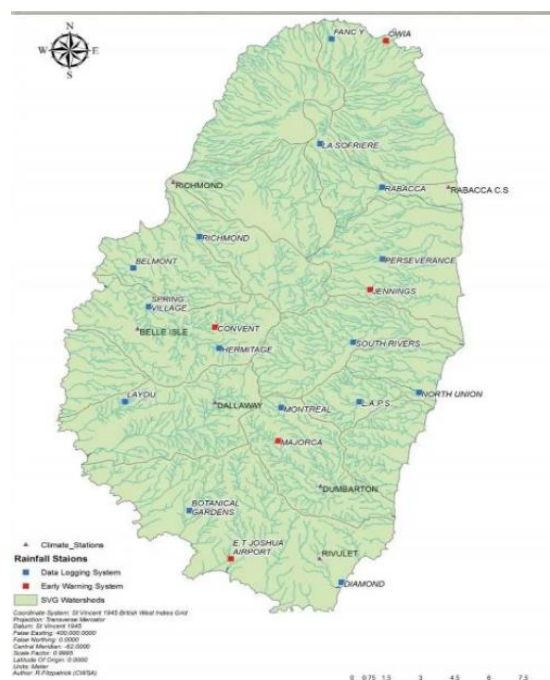 N
W E
S
FANCY
OWIA
LA SOFRIERE
RICHMOND
RABACCA
RABACCA C.S
RICHMOND
PERSEVERANCE
BELMONT
JENNINGS
SPRING
VILLAGE
CONVENT
BELLE ISLE
SOUTH RIVERS
HERMITAGE
NORTH UNION
LAYOU
DALLAWAY
MONTREAL
L.A.P.S
MAJORCA
DUMBARTON
BOTANICAL
GARDENS
E.T JOSHUA
AIRPORT
RIVULET
DIAMOND
Climate_Stations
Rainfall Staions
Data Logging System
Early Warning System
SVG Watersheds
Coordinate System: St Vincent 1945 British West Indies Grid
Projection: Transverse Mercator
Datum: St Vincent 1945
False Easting: 400,000.0000
False Northing: 0.0000
Central Meridian: -62.0000
Scale Factor: 0.9995
Latitude Of Origin: 0.0000
Units: Meter
Author: R.Fitzpatrick (CWSA)
0 0.75 1.5 3 4.5 6 7.5